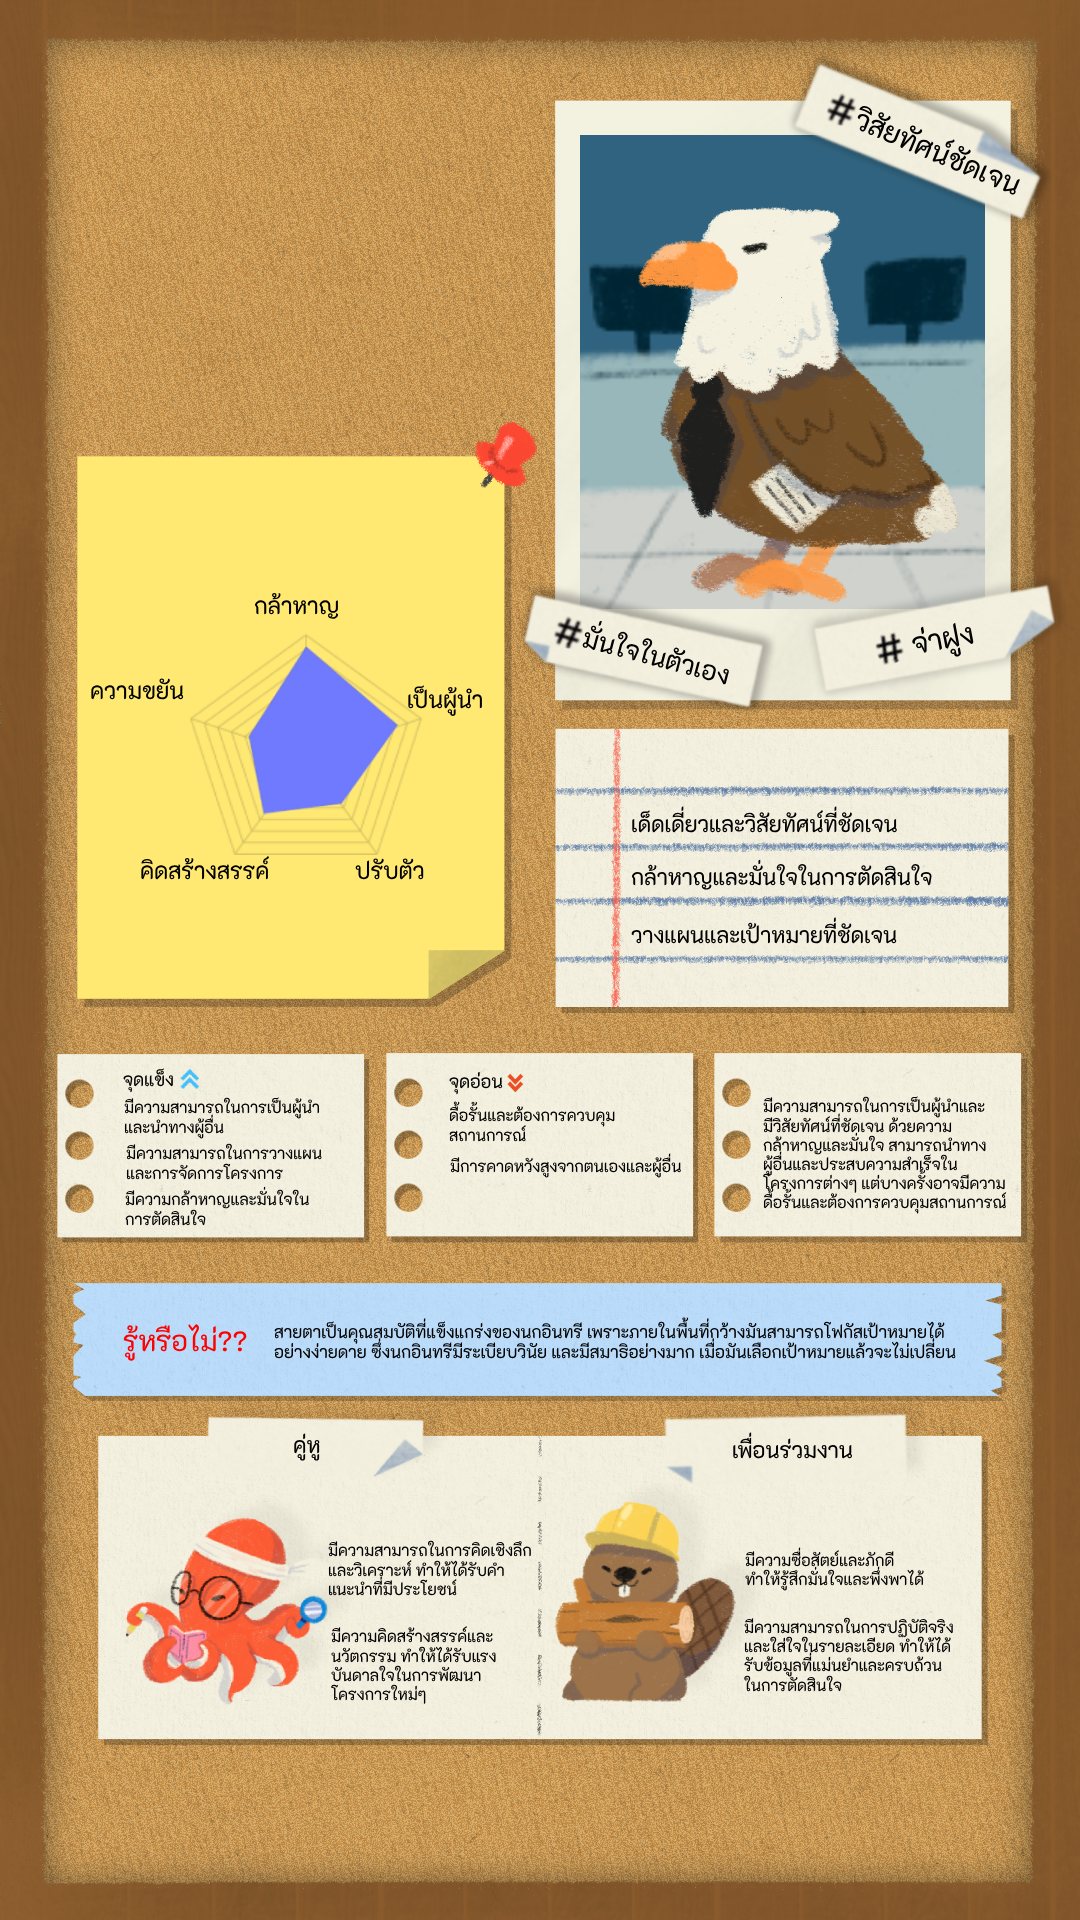 #วิสัยทัศน์ชัดเจน
#มั่นใจในตัวเอง
# จ่าฝูง
กล้าหาญ
ความขยัน
เป็นผู้นำ
คิดสร้างสรรค์
ปรับตัว
เด็ดเดี่ยวและวิสัยทัศน์ที่ชัดเจน
กล้าหาญและมั่นใจในการตัดสินใจ
วางแผนและเป้าหมายที่ชัดเจน
จุดแข็ง
มีความสามารถในการเป็นผู้นำ
และนำทางผู้อื่น
มีความสามารถในการวางแผน
และการจัดการโครงการ
มีความกล้าหาญและมั่นใจใน
การตัดสินใจ
จุดอ่อน
ดื้อรั้นและต้องการควบคุม
สถานการณ์
มีการคาดหวังสูงจากตนเองและผู้อื่น
มีความสามารถในการเป็นผู้นำและ
มีวิสัยทัศน์ที่ชัดเจน ด้วยความ
กล้าหาญและมั่นใจ สามารถนำทาง
ผู้อื่นและประสบความสำเร็จใน
โครงการต่างๆ แต่บางครั้งอาจมีความ
ดื้อรั้นและต้องการควบคุมสถานการณ์
รู้หรือไม่??
สายตาเป็นคุณสมบัติที่แข็งแกร่งของนกอินทรี เพราะภายในพื้นที่กว้างมันสามารถโฟกัสเป้าหมายได้
อย่างง่ายดาย ซึ่งนกอินทรีมีระเบียบวินัย และมีสมาธิอย่างมาก เมื่อมันเลือกเป้าหมายแล้วจะไม่เปลี่ยน
คู่หู
มีความสามารถในการคิดเชิงลึก
และวิเคราะห์ ทำให้ได้รับคำ
แนะนำที่มีประโยชน์
มีความคิดสร้างสรรค์และ
นวัตกรรม ทำให้ได้รับแรง
บันดาลใจในการพัฒนา
โครงการใหม่ๆ
เพื่อนร่วมงาน
มีความซื่อสัตย์และภักดี
ทำให้รู้สึกมั่นใจและพึ่งพาได้
มีความสามารถในการปฏิบัติจริง
และใส่ใจในรายละเอียด ทำให้ได้
รับข้อมูลที่แม่นยำและครบถ้วน
ในการตัดสินใจ